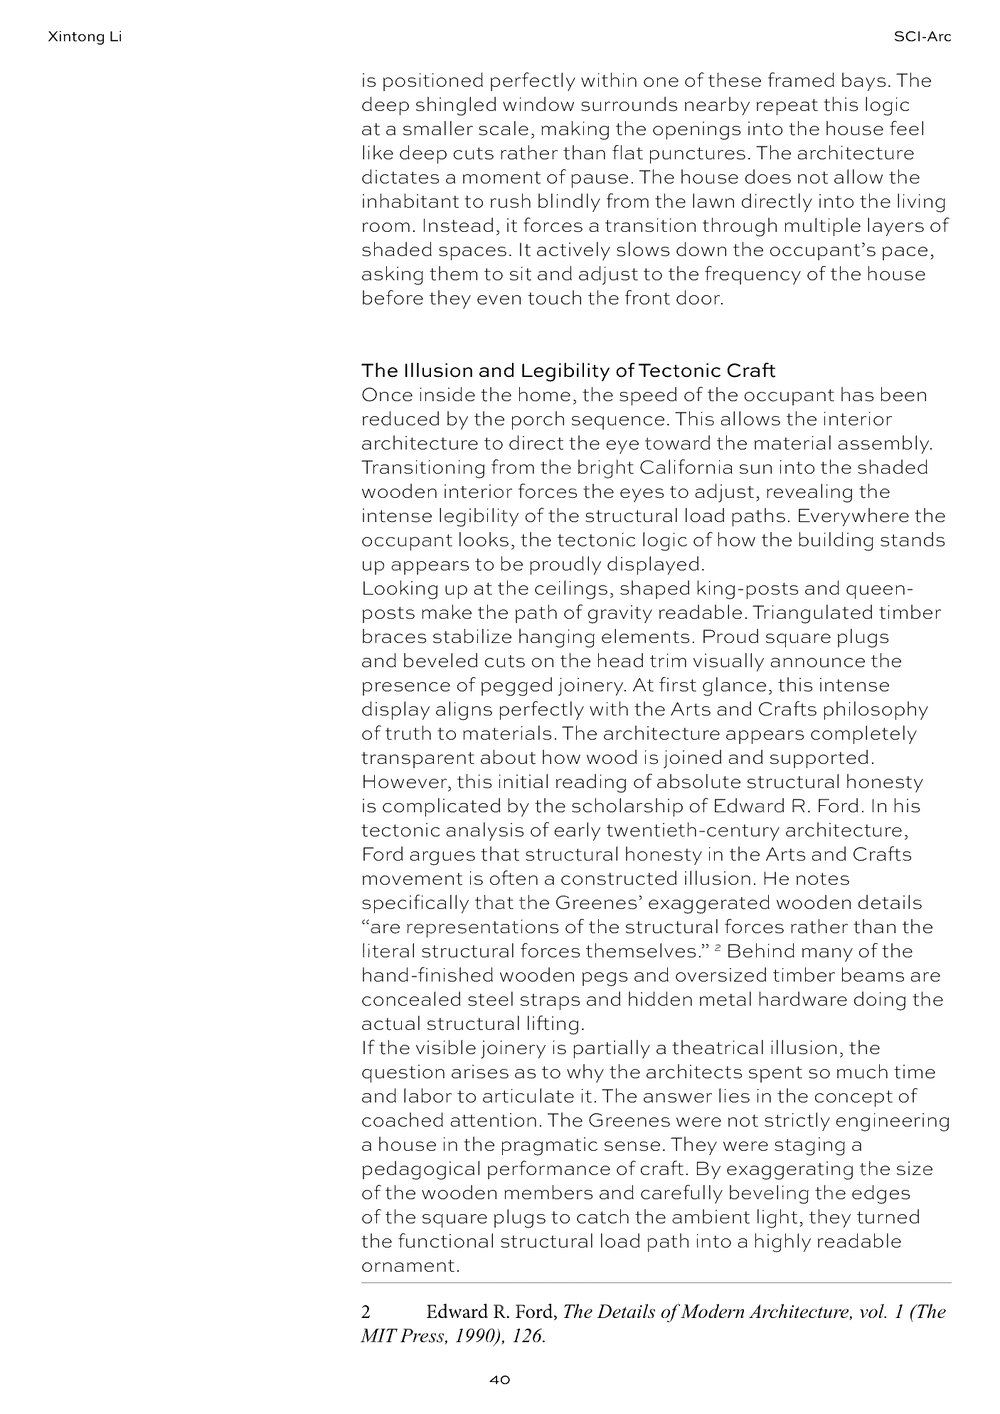 Xintong Li
SCI-Arc
is positioned perfectly within one of these framed bays. The
deep shingled window surrounds nearby repeat this logic
at a smaller scale, making the openings into the house feel
like deep cuts rather than flat punctures. The architecture
dictates a moment of pause. The house does not allow the
inhabitant to rush blindly from the lawn directly into the living
room. Instead, it forces a transition through multiple layers of
shaded spaces. It actively slows down the occupant’s pace,
asking them to sit and adjust to the frequency of the house
before they even touch the front door.
The Illusion and Legibility of Tectonic Craft
Once inside the home, the speed of the occupant has been
reduced by the porch sequence. This allows the interior
architecture to direct the eye toward the material assembly.
Transitioning from the bright California sun into the shaded
wooden interior forces the eyes to adjust, revealing the
intense legibility of the structural load paths. Everywhere the
occupant looks, the tectonic logic of how the building stands
up appears to be proudly displayed.
Looking up at the ceilings, shaped king-posts and queen-
posts make the path of gravity readable. Triangulated timber
braces stabilize hanging elements. Proud square plugs
and beveled cuts on the head trim visually announce the
presence of pegged joinery. At first glance, this intense
display aligns perfectly with the Arts and Crafts philosophy
of truth to materials. The architecture appears completely
transparent about how wood is joined and supported.
However, this initial reading of absolute structural honesty
is complicated by the scholarship of Edward R. Ford. In his
tectonic analysis of early twentieth-century architecture,
Ford argues that structural honesty in the Arts and Crafts
movement is often a constructed illusion. He notes
specifically that the Greenes’ exaggerated wooden details
“are representations of the structural forces rather than the
literal structural forces themselves.” ² Behind many of the
hand-finished wooden pegs and oversized timber beams are
concealed steel straps and hidden metal hardware doing the
actual structural lifting.
If the visible joinery is partially a theatrical illusion, the
question arises as to why the architects spent so much time
and labor to articulate it. The answer lies in the concept of
coached attention. The Greenes were not strictly engineering
a house in the pragmatic sense. They were staging a
pedagogical performance of craft. By exaggerating the size
of the wooden members and carefully beveling the edges
of the square plugs to catch the ambient light, they turned
the functional structural load path into a highly readable
ornament.
2 Edward R. Ford, The Details of Modern Architecture, vol. 1 (The
MIT Press, 1990), 126.
40